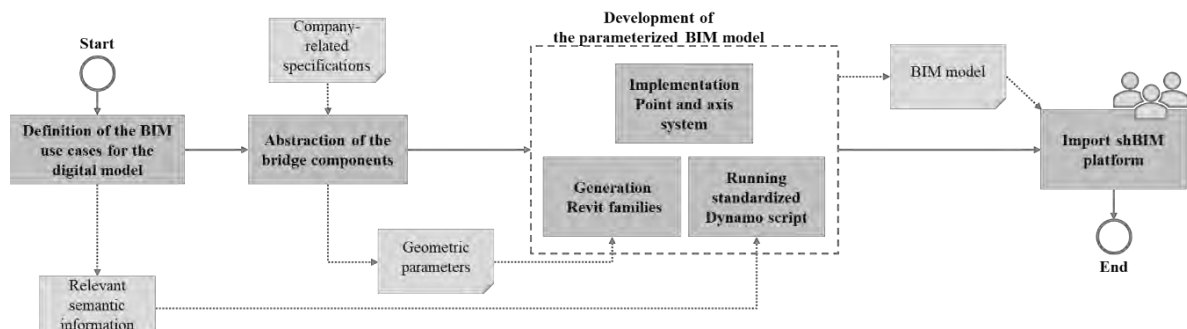 Start
Definition of the BIM
use cases for the
digital model
Relevant
semantic
information
Company-
related
specifications
Abstraction of the
bridge components
Geometric
parameters
Development of
the parameterized BIM model
Implementation
Point and axis
system
Generation
Revit families
Running
standardized
Dynamo script
BIM model
Import shBIM
platform
End